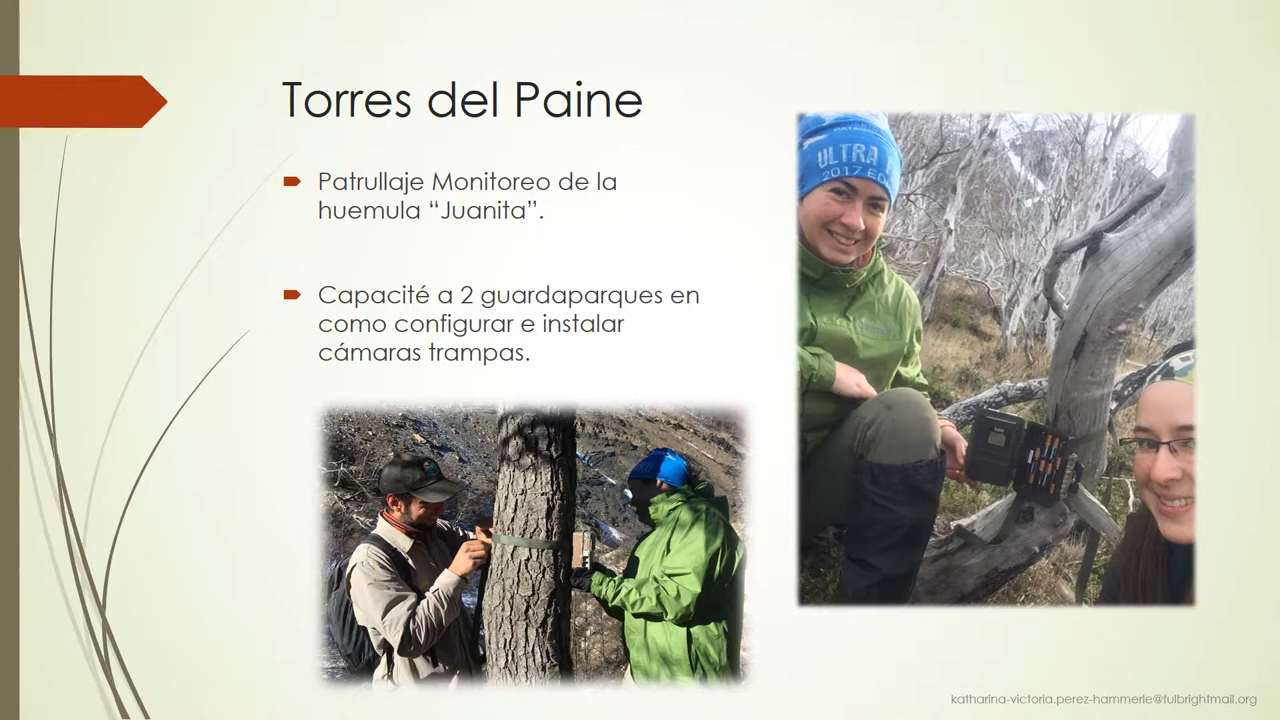 Torres del Paine
Patrullaje Monitoreo de la
huemula “Juanita”.
Capacité a 2 guardaparques en
como configurar e instalar
cámaras trampas.
ULTRA
2017 ED
katharina-victoria.perez-hammerle@fulbrightmail.org